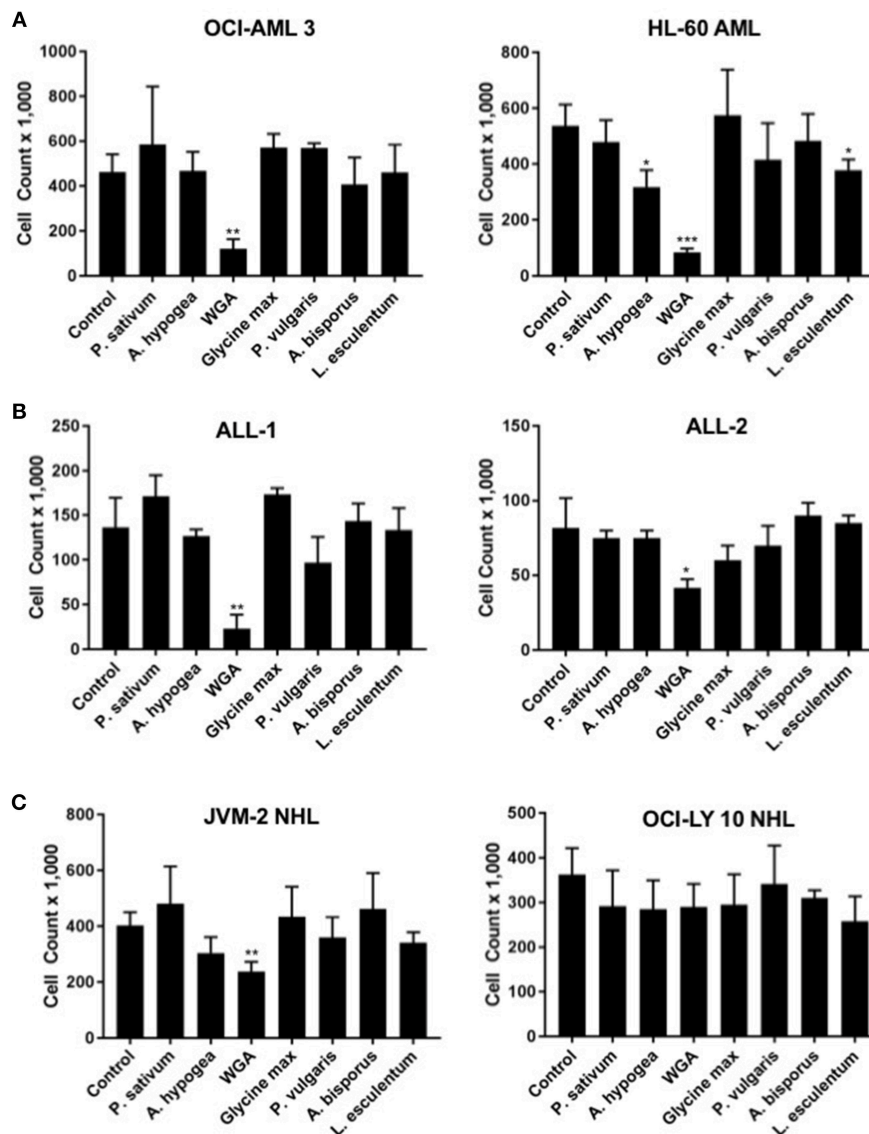 A
OCI-AML 3
Cell Count x 1,000
1000
800
600
400
200
0
**
Control
P. sativum
A. hypogea
WGA
Glycine max
P. vulgaris
A. bisporus
L. esculentum
HL-60 AML
Cell Count x 1,000
800
600
400
200
0
*
***
*
Control
P. sativum
A. hypogea
WGA
Glycine max
P. vulgaris
A. bisporus
L. esculentum
B
ALL-1
Cell Count x 1,000
250
200
150
100
50
0
**
Control
P. sativum
A. hypogea
WGA
Glycine max
P. vulgaris
A. bisporus
L. esculentum
ALL-2
Cell Count x 1,000
150
100
50
0
*
Control
P. sativum
A. hypogea
WGA
Glycine max
P. vulgaris
A. bisporus
L. esculentum
C
JVM-2 NHL
Cell Count x 1,000
800
600
400
200
0
**
Control
P. sativum
A. hypogea
WGA
Glycine max
P. vulgaris
A. bisporus
L. esculentum
OCI-LY 10 NHL
Cell Count x 1,000
500
400
300
200
100
0
Control
P. sativum
A. hypogea
WGA
Glycine max
P. vulgaris
A. bisporus
L. esculentum